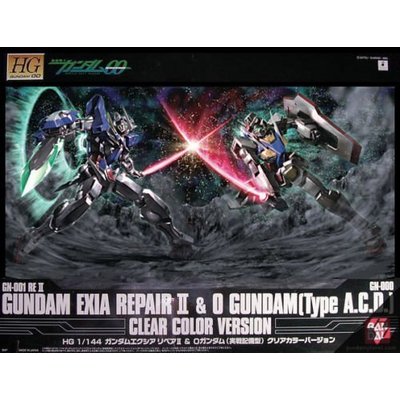 HG
GUNDAM 00
ガンダム00
GN-001 RE II
GN-000
GUNDAM EXIA REPAIR II & 0 GUNDAM(Type A.C.D.)
CLEAR COLOR VERSION
HG 1/144 ガンダムエクシア リペアII & 0ガンダム(実戦配備型) クリアカラーバージョン